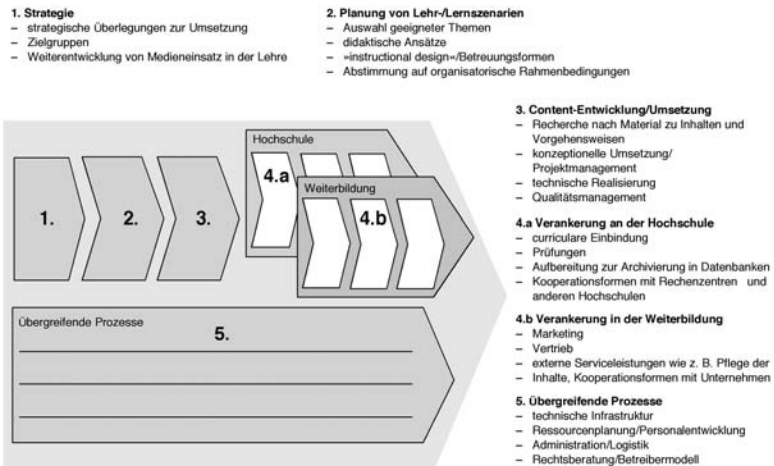 1. Strategie
– strategische Überlegungen zur Umsetzung
– Zielgruppen
– Weiterentwicklung von Medieneinsatz in der Lehre
2. Planung von Lehr-/Lernszenarien
– Auswahl geeigneter Themen
– didaktische Ansätze
– »instructional design«/Betreuungsformen
– Abstimmung auf organisatorische Rahmenbedingungen
Hochschule
4.a
Weiterbildung
1.
2.
3.
4.b
Übergreifende Prozesse
5.
3. Content-Entwicklung/Umsetzung
– Recherche nach Material zu Inhalten und
Vorgehensweisen
– konzeptionelle Umsetzung/
Projektmanagement
– technische Realisierung
– Qualitätsmanagement
4.a Verankerung an der Hochschule
– curriculare Einbindung
– Prüfungen
– Aufbereitung zur Archivierung in Datenbanken
– Kooperationsformen mit Rechenzentren und
anderen Hochschulen
4.b Verankerung in der Weiterbildung
– Marketing
– Vertrieb
– externe Serviceleistungen wie z. B. Pflege der
– Inhalte, Kooperationsformen mit Unternehmen
5. Übergreifende Prozesse
– technische Infrastruktur
– Ressourcenplanung/Personalentwicklung
– Administration/Logistik
– Rechtsberatung/Betreibermodell